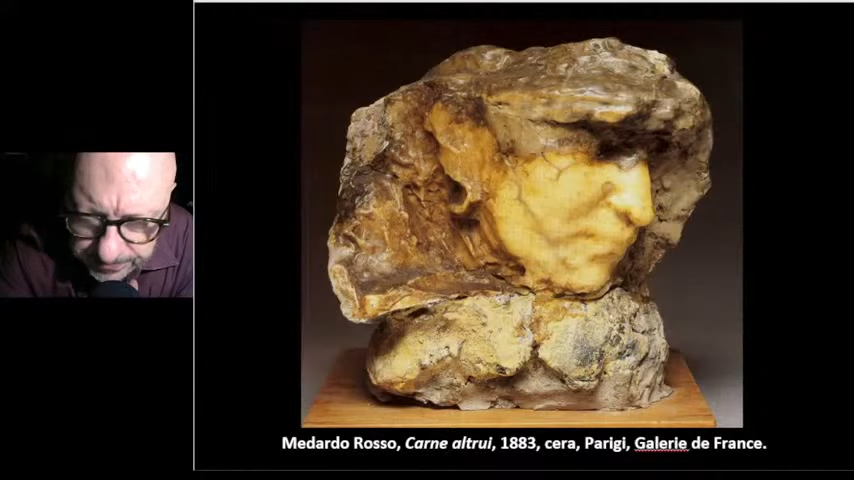 Medardo Rosso, Carne altrui, 1883, cera, Parigi, Galerie de France.